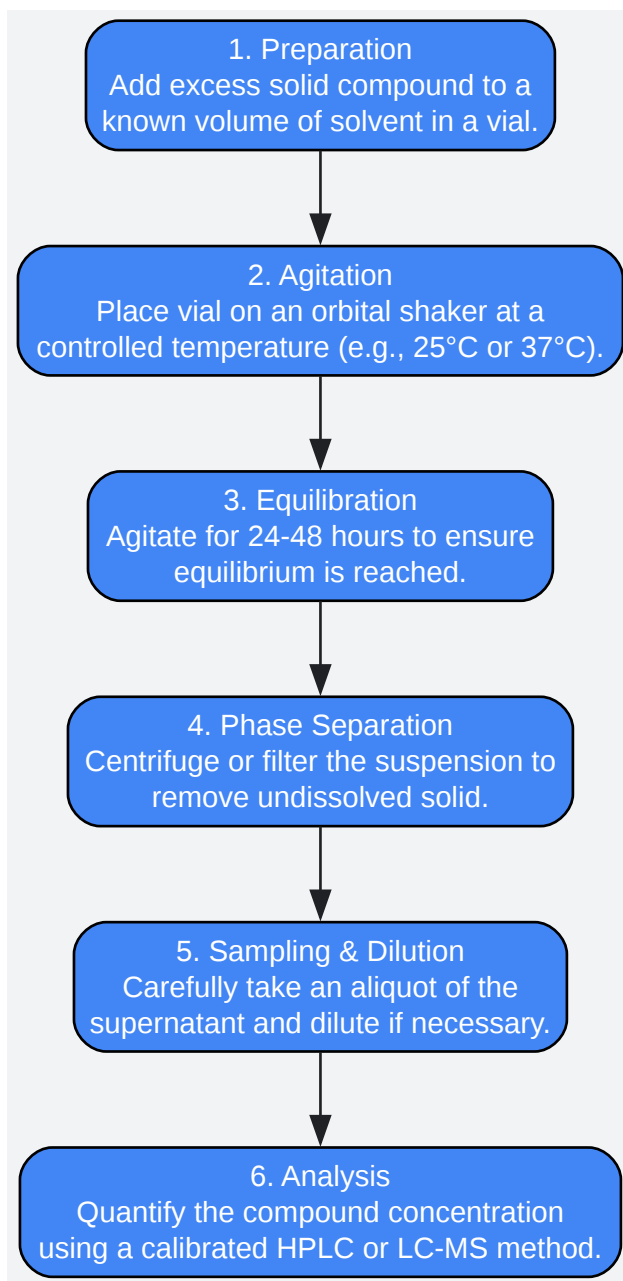 1. Preparation
Add excess solid compound to a
known volume of solvent in a vial.
2. Agitation
Place vial on an orbital shaker at a
controlled temperature (e.g., 25°C or 37°C).
3. Equilibration
Agitate for 24-48 hours to ensure
equilibrium is reached.
4. Phase Separation
Centrifuge or filter the suspension to
remove undissolved solid.
5. Sampling & Dilution
Carefully take an aliquot of the
supernatant and dilute if necessary.
6. Analysis
Quantify the compound concentration
using a calibrated HPLC or LC-MS method.